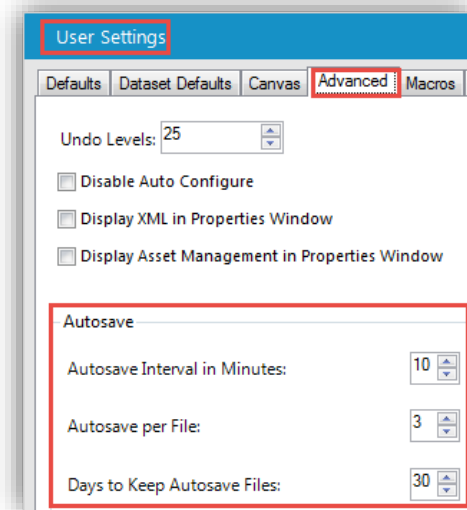 User Settings
Defaults Dataset Defaults Canvas Advanced Macros
Undo Levels: 25
Disable Auto Configure
Display XML in Properties Window
Display Asset Management in Properties Window
Autosave
Autosave Interval in Minutes: 10
Autosave per File: 3
Days to Keep Autosave Files: 30